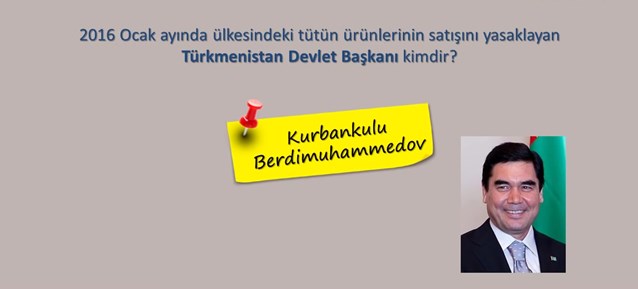 2016 Ocak ayında ülkesindeki tütün ürünlerinin satışını yasaklayan
Türkmenistan Devlet Başkanı kimdir?
Kurbankulu
Berdimuhammedov